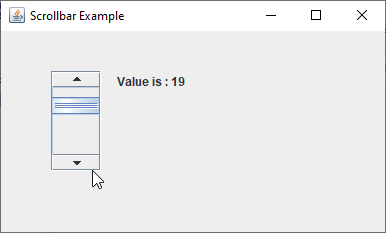 Scrollbar Example
Value is : 19